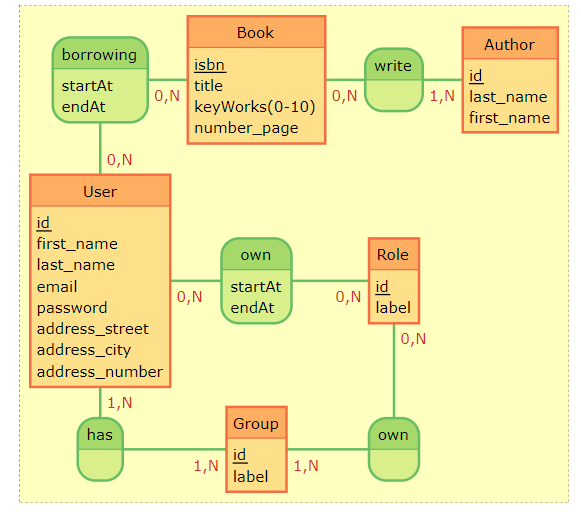 borrowing
startAt
endAt
0,N
0,N
Book
isbn
title
keyWorks(0-10)
number_page
0,N
write
1,N
Author
id
last_name
first_name
User
id
first_name
last_name
email
password
address_street
address_city
address_number
0,N
own
startAt
endAt
0,N
Role
id
label
0,N
1,N
has
1,N
Group
id
label
1,N
own